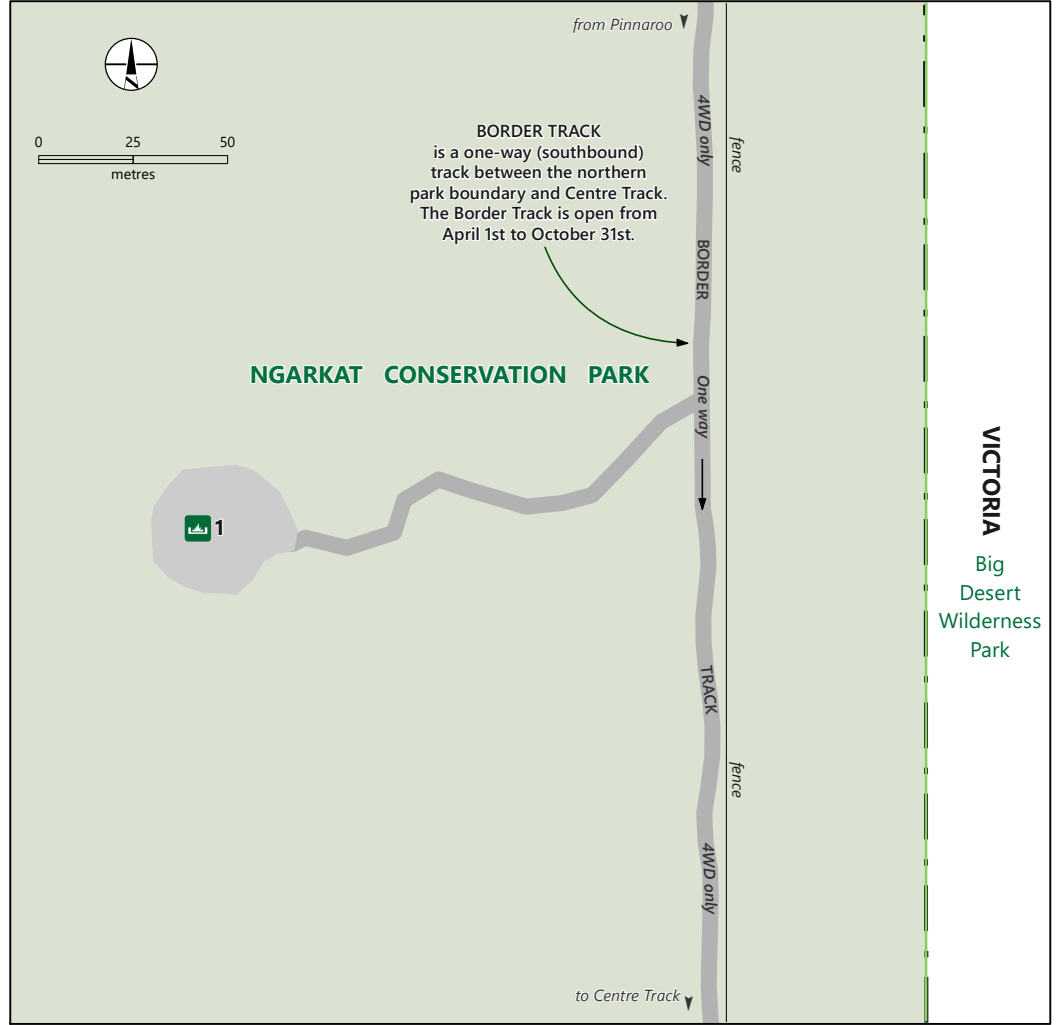 from Pinnaroo
N
0 25 50
metres
4WD only
fence
BORDER TRACK
is a one-way (southbound)
track between the northern
park boundary and Centre Track.
The Border Track is open from
April 1st to October 31st.
BORDER
NGARKAT CONSERVATION PARK
One way
VICTORIA
Big
Desert
Wilderness
Park
1
TRACK
fence
4WD only
to Centre Track